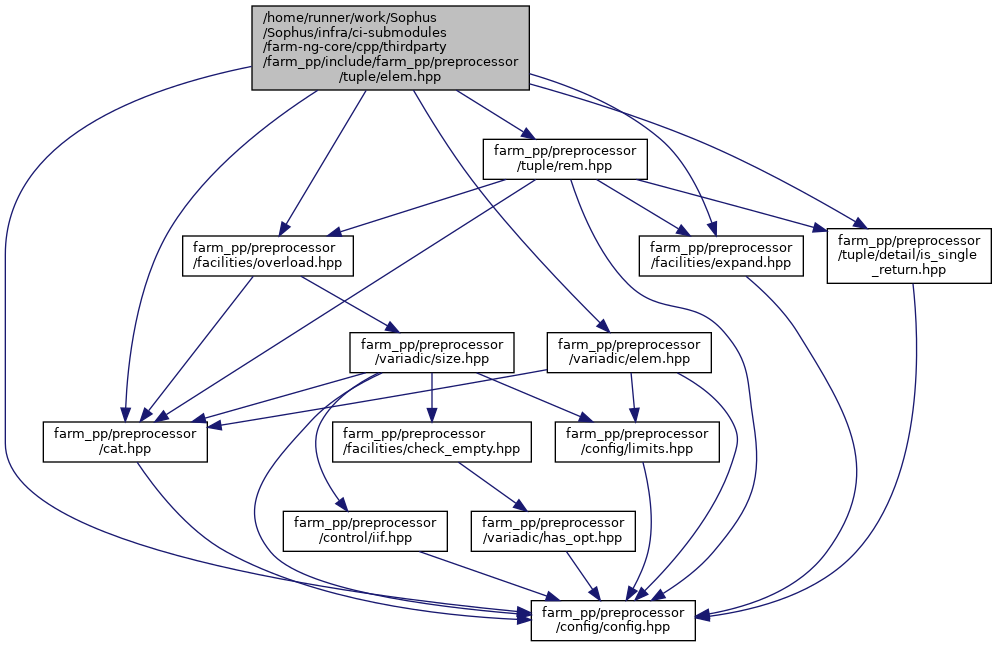 /home/runner/work/Sophus
/Sophus/infra/ci-submodules
/farm-ng-core/cpp/thirdparty
/farm_pp/include/farm_pp/preprocessor
/tuple/elem.hpp
farm_pp/preprocessor
/tuple/rem.hpp
farm_pp/preprocessor
/facilities/overload.hpp
farm_pp/preprocessor
/facilities/expand.hpp
farm_pp/preprocessor
/tuple/detail/is_single
_return.hpp
farm_pp/preprocessor
/variadic/size.hpp
farm_pp/preprocessor
/variadic/elem.hpp
farm_pp/preprocessor
/cat.hpp
farm_pp/preprocessor
/facilities/check_empty.hpp
farm_pp/preprocessor
/config/limits.hpp
farm_pp/preprocessor
/control/iif.hpp
farm_pp/preprocessor
/variadic/has_opt.hpp
farm_pp/preprocessor
/config/config.hpp